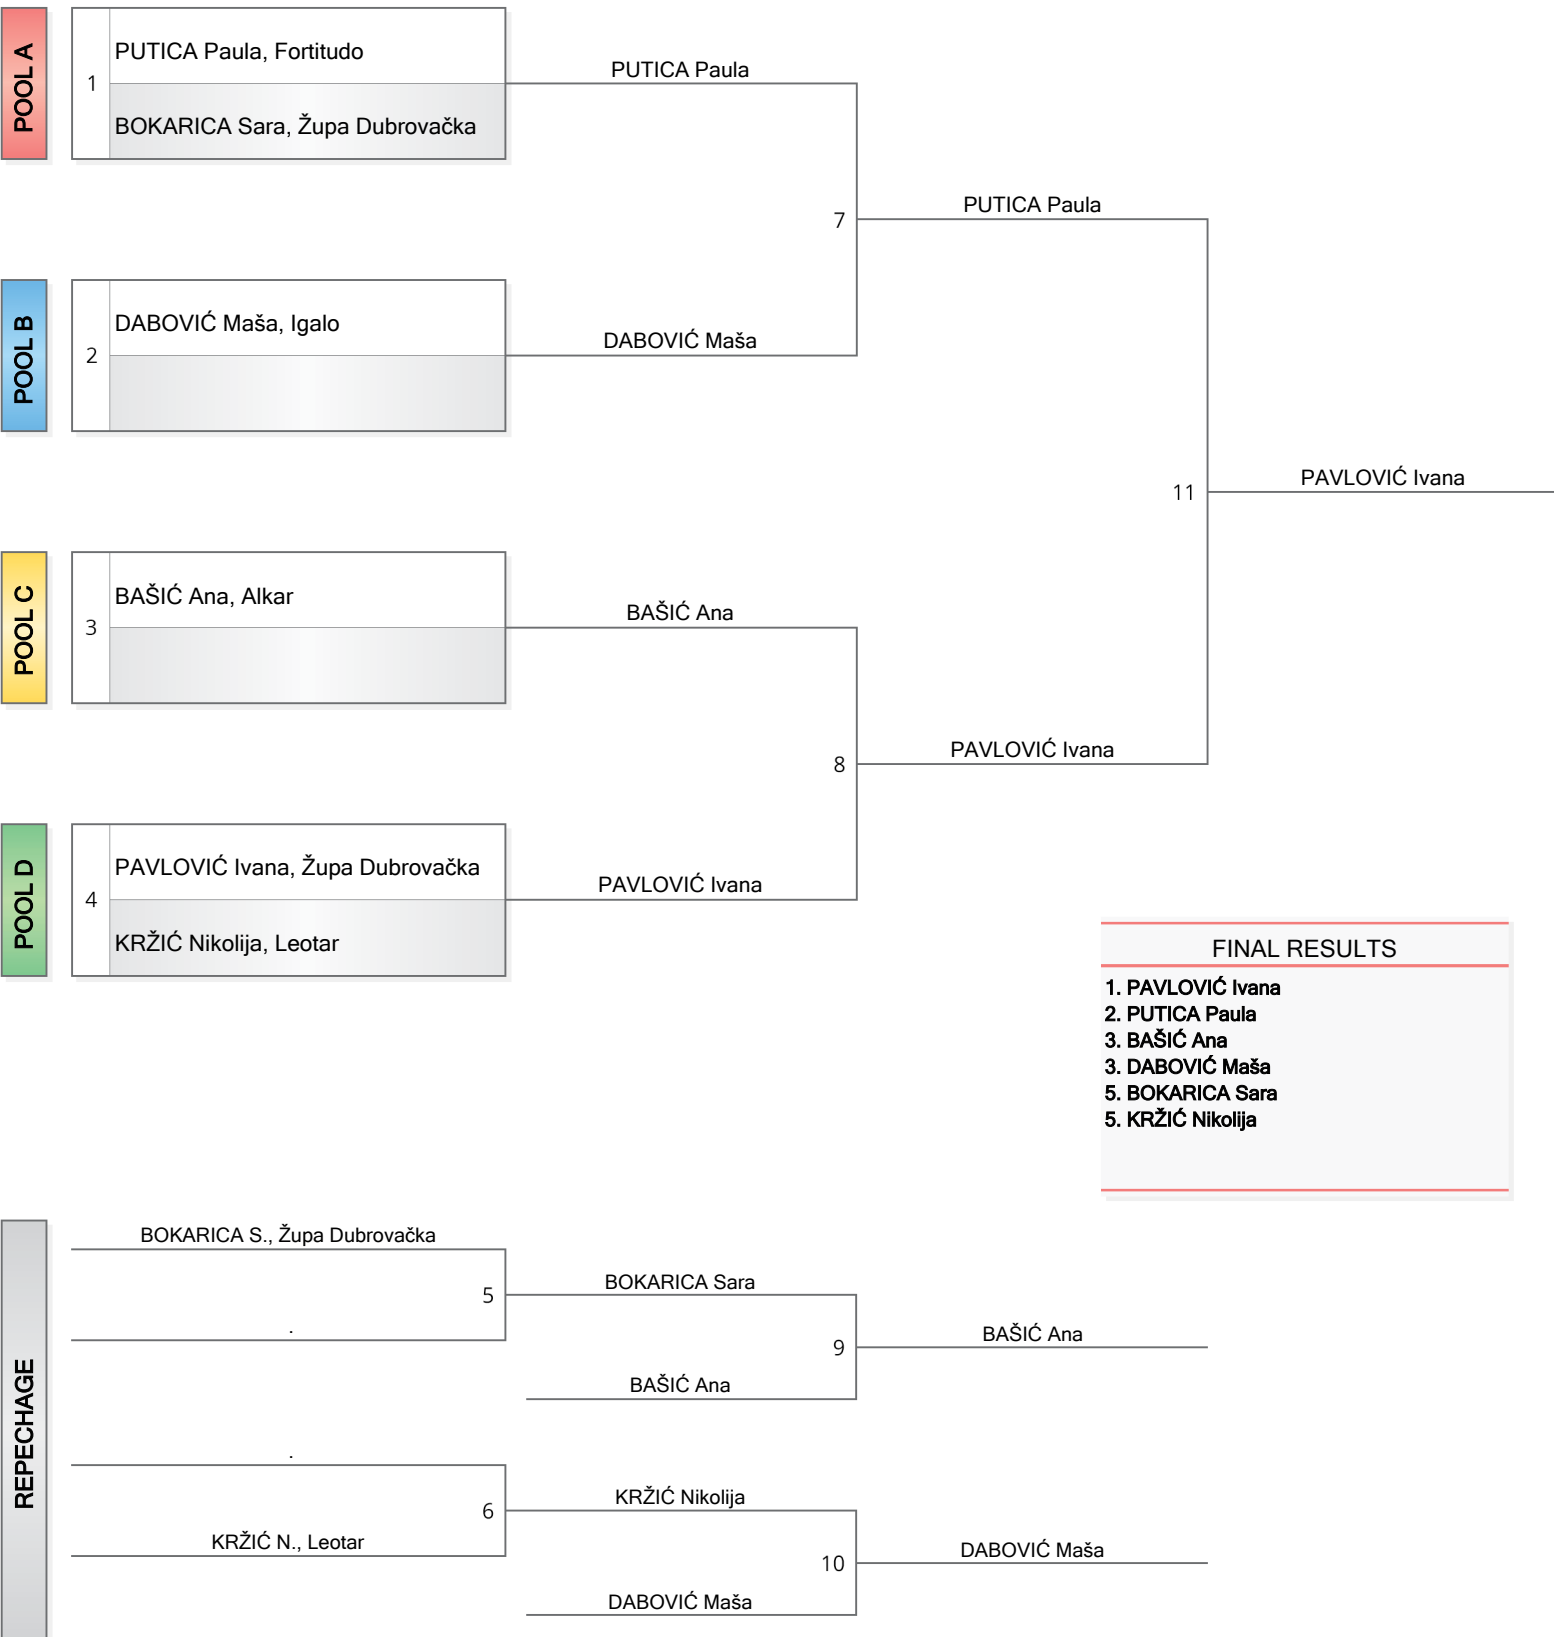 POOL A
1
PUTICA Paula, Fortitudo
BOKARICA Sara, Župa Dubrovačka
PUTICA Paula
7
PUTICA Paula
POOL B
2
DABOVIĆ Maša, Igalo
DABOVIĆ Maša
11
PAVLOVIĆ Ivana
POOL C
3
BAŠIĆ Ana, Alkar
BAŠIĆ Ana
8
PAVLOVIĆ Ivana
POOL D
4
PAVLOVIĆ Ivana, Župa Dubrovačka
KRŽIĆ Nikolija, Leotar
PAVLOVIĆ Ivana
FINAL RESULTS
1. PAVLOVIĆ Ivana
2. PUTICA Paula
3. BAŠIĆ Ana
3. DABOVIĆ Maša
5. BOKARICA Sara
5. KRŽIĆ Nikolija
REPECHAGE
BOKARICA S., Župa Dubrovačka
5
.
BOKARICA Sara
9
BAŠIĆ Ana
BAŠIĆ Ana
.
6
KRŽIĆ N., Leotar
KRŽIĆ Nikolija
10
DABOVIĆ Maša
DABOVIĆ Maša